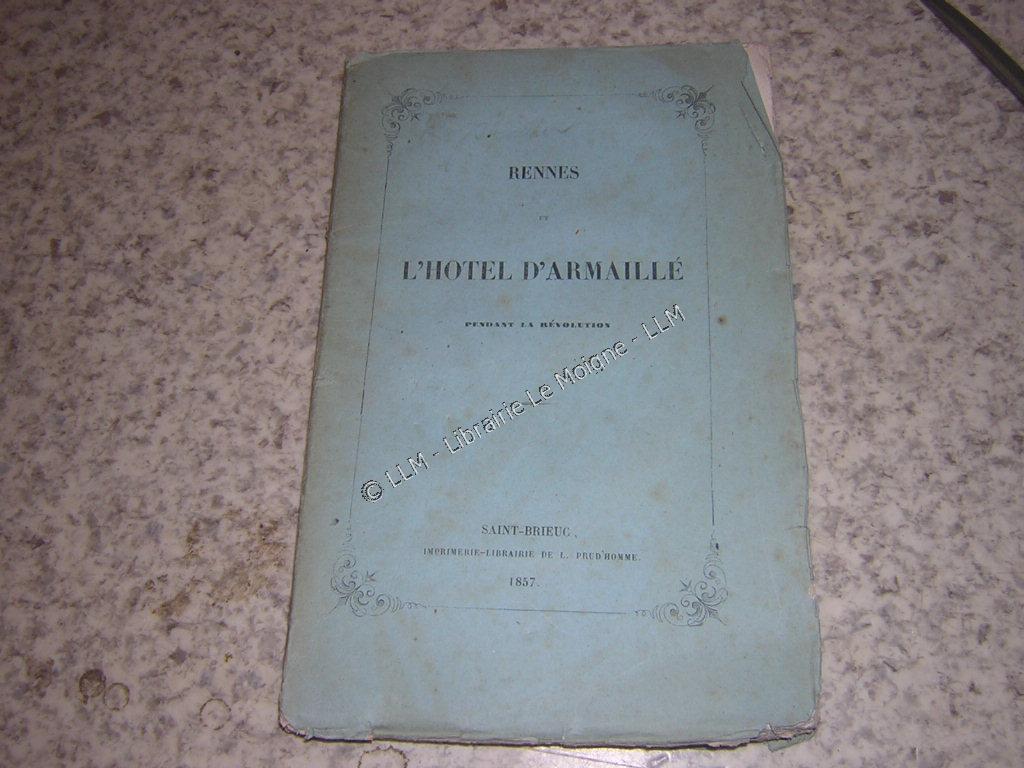 RENNES
ET
L'HOTEL D'ARMAILLÉ
PENDANT LA RÉVOLUTION
© LLM - Librairie Le Moigne - LLM
SAINT-BRIEUC,
IMPRIMERIE-LIBRAIRIE DE L. PRUD'HOMME.
1857.